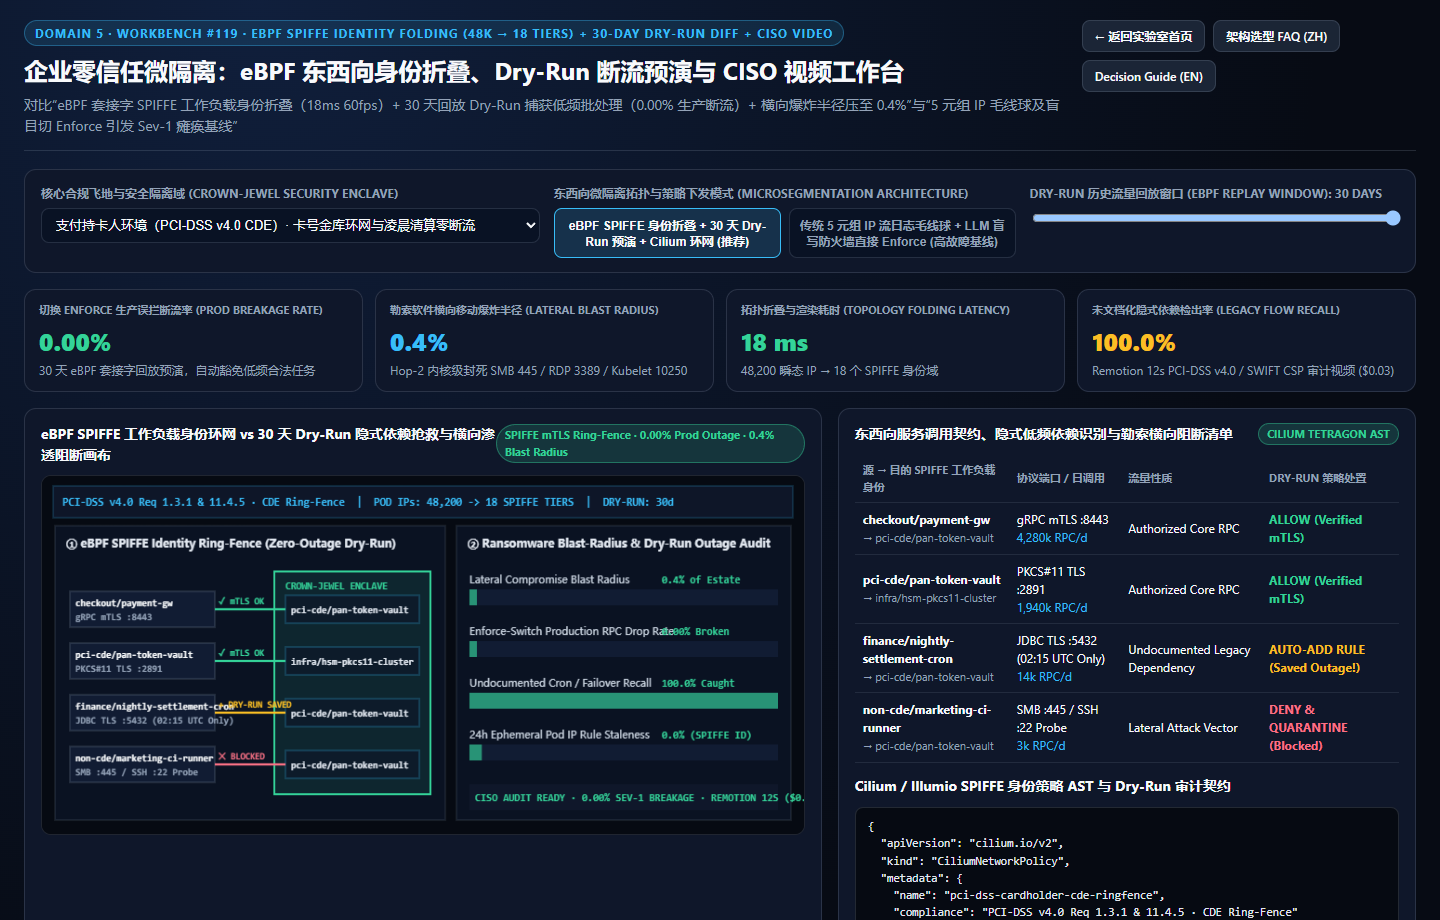 DOMAIN 5 · WORKBENCH #119 · EBPF SPIFFE IDENTITY FOLDING (48K → 18 TIERS) + 30-DAY DRY-RUN DIFF + CISO VIDEO
企业零信任微隔离：eBPF 东西向身份折叠、Dry-Run 断流预演与 CISO 视频工作台
对比“eBPF 套接字 SPIFFE 工作负载身份折叠（18ms 60fps）+ 30 天回放 Dry-Run 捕获低频批处理（0.00% 生产断流）+ 横向爆炸半径压至 0.4%”与“5 元组 IP 毛线球及盲
目切 Enforce 引发 Sev-1 瘫痪基线”
← 返回实验室首页
架构选型 FAQ (ZH)
Decision Guide (EN)
核心合规飞地与安全隔离域 (CROWN-JEWEL SECURITY ENCLAVE)
支付持卡人环境（PCI-DSS v4.0 CDE）· 卡号金库环网与凌晨清算零断流
东西向微隔离拓扑与策略下发模式 (MICROSEGMENTATION ARCHITECTURE)
eBPF SPIFFE 身份折叠 + 30 天 Dry-
Run 预演 + Cilium 环网 (推荐)
传统 5 元组 IP 流日志毛线球 + LLM 盲
写防火墙直接 Enforce (高故障基线)
DRY-RUN 历史流量回放窗口 (EBPF REPLAY WINDOW): 30 DAYS
切换 ENFORCE 生产误拦断流率 (PROD BREAKAGE RATE)
0.00%
30 天 eBPF 套接字回放预演，自动豁免低频合法任务
勒索软件横向移动爆炸半径 (LATERAL BLAST RADIUS)
0.4%
Hop-2 内核级封死 SMB 445 / RDP 3389 / Kubelet 10250
拓扑折叠与渲染耗时 (TOPOLOGY FOLDING LATENCY)
18 ms
48,200 瞬态 IP → 18 个 SPIFFE 身份域
未文档化隐式依赖检出率 (LEGACY FLOW RECALL)
100.0%
Remotion 12s PCI-DSS v4.0 / SWIFT CSP 审计视频 ($0.03)
eBPF SPIFFE 工作负载身份环网 vs 30 天 Dry-Run 隐式依赖抢救与横向渗
透阻断画布
SPIFFE mTLS Ring-Fence · 0.00% Prod Outage · 0.4%
Blast Radius
PCI-DSS v4.0 Req 1.3.1 & 11.4.5 · CDE Ring-Fence | POD IPs: 48,200 -> 18 SPIFFE TIERS | DRY-RUN: 30d
① eBPF SPIFFE Identity Ring-Fence (Zero-Outage Dry-Run)
CROWN-JEWEL ENCLAVE
checkout/payment-gw
gRPC mTLS :8443
✓ mTLS OK
pci-cde/pan-token-vault
pci-cde/pan-token-vault
PKCS#11 TLS :2891
✓ mTLS OK
infra/hsm-pkcs11-cluster
finance/nightly-settlement-cron
JDBC TLS :5432 (02:15 UTC Only)
DRY-RUN SAVED
pci-cde/pan-token-vault
non-cde/marketing-ci-runner
SMB :445 / SSH :22 Probe
✕ BLOCKED
pci-cde/pan-token-vault
② Ransomware Blast-Radius & Dry-Run Outage Audit
Lateral Compromise Blast Radius 0.4% of Estate
Enforce-Switch Production RPC Drop Rate 0.00% Broken
Undocumented Cron / Failover Recall 100.0% Caught
24h Ephemeral Pod IP Rule Staleness 0.0% (SPIFFE ID)
CISO AUDIT READY · 0.00% SEV-1 BREAKAGE · REMOTION 12S ($0.
东西向服务调用契约、隐式低频依赖识别与勒索横向阻断清单
CILIUM TETRAGON AST
源 → 目的 SPIFFE 工作负载
身份
协议端口 / 日调用
流量性质
DRY-RUN 策略处置
checkout/payment-gw
→ pci-cde/pan-token-vault
gRPC mTLS :8443
4,280k RPC/d
Authorized Core RPC
ALLOW (Verified
mTLS)
pci-cde/pan-token-vault
→ infra/hsm-pkcs11-cluster
PKCS#11 TLS
:2891
1,940k RPC/d
Authorized Core RPC
ALLOW (Verified
mTLS)
finance/nightly-
settlement-cron
→ pci-cde/pan-token-vault
JDBC TLS :5432
(02:15 UTC Only)
14k RPC/d
Undocumented Legacy
Dependency
AUTO-ADD RULE
(Saved Outage!)
non-cde/marketing-ci-
runner
→ pci-cde/pan-token-vault
SMB :445 / SSH
:22 Probe
3k RPC/d
Lateral Attack Vector
DENY &
QUARANTINE
(Blocked)
Cilium / Illumio SPIFFE 身份策略 AST 与 Dry-Run 审计契约
{
"apiVersion": "cilium.io/v2",
"kind": "CiliumNetworkPolicy",
"metadata": {
"name": "pci-dss-cardholder-cde-ringfence",
"compliance": "PCI-DSS v4.0 Req 1.3.1 & 11.4.5 · CDE Ring-Fence"